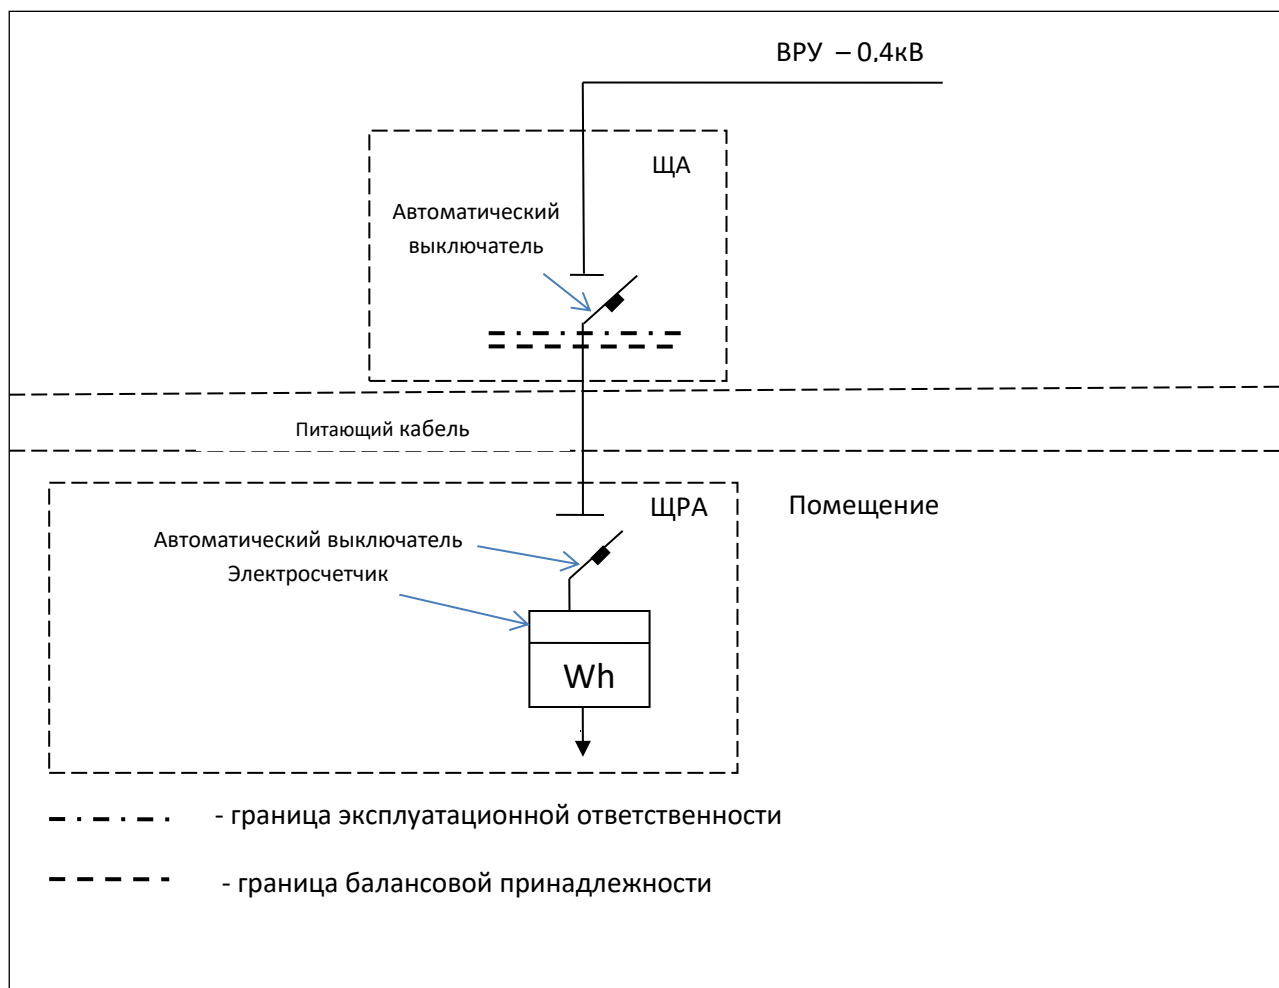 ВРУ – 0,4кВ
ЩА
Автоматический
выключатель
Питающий кабель
ЩРА
Помещение
Автоматический выключатель
Электросчетчик
Wh
- граница эксплуатационной ответственности
- граница балансовой принадлежности